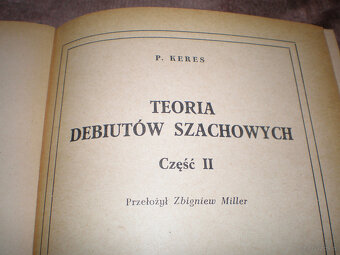 P. KERES
TEORIA
DEBIUTÓW SZACHOWYCH
Część II
Przełożył Zbigniew Miller